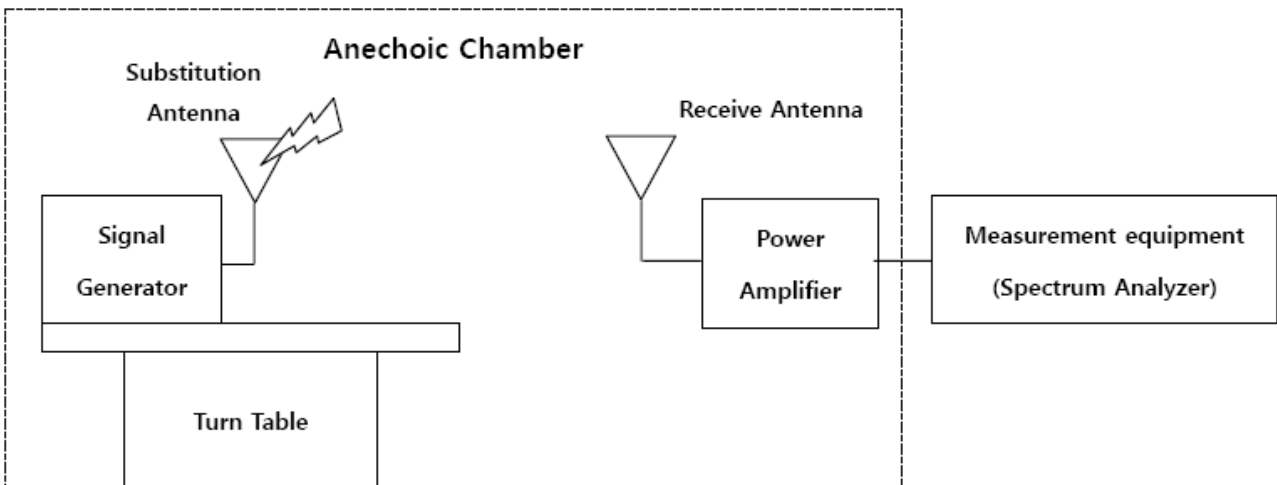 Anechoic Chamber
Substitution
Antenna
Receive Antenna
Signal
Generator
Power
Amplifier
Measurement equipment
(Spectrum Analyzer)
Turn Table